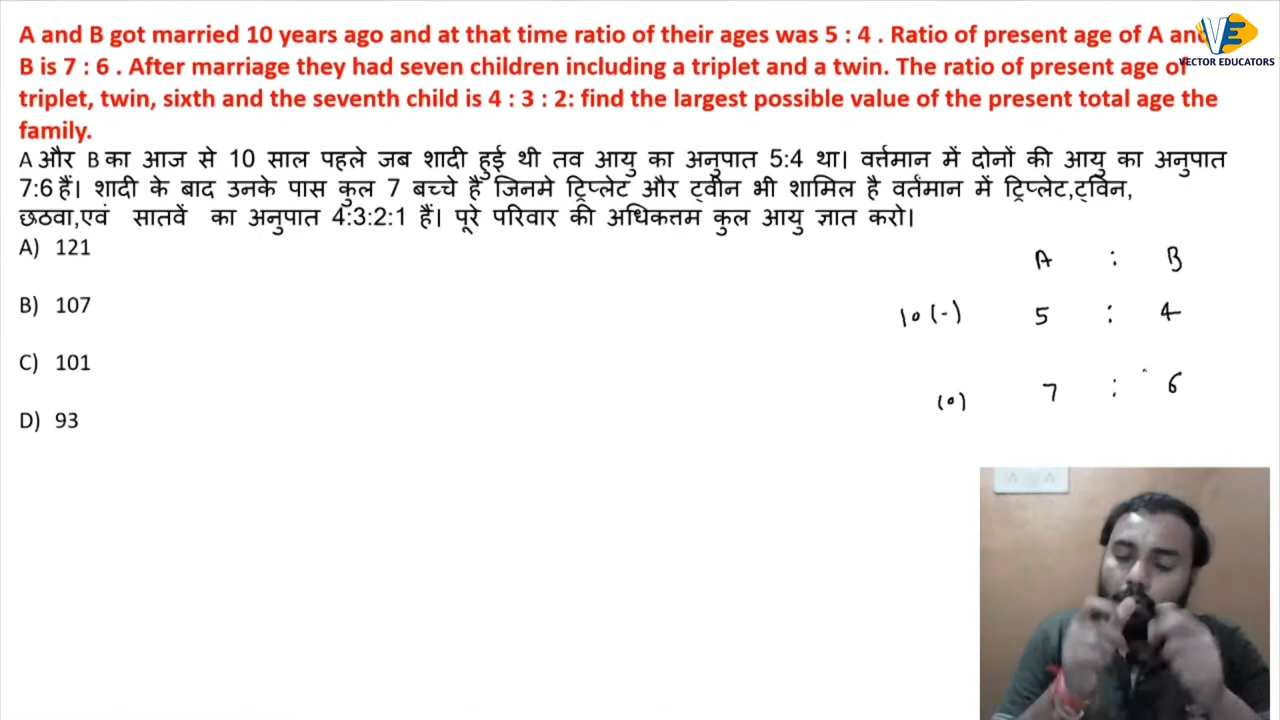 A and B got married 10 years ago and at that time ratio of their ages was 5 : 4 . Ratio of present age of A and
B is 7 : 6 . After marriage they had seven children including a triplet and a twin. The ratio of present age of
triplet, twin, sixth and the seventh child is 4 : 3 : 2: find the largest possible value of the present total age the
family.
VE
VECTOR EDUCATORS
A और B का आज से 10 साल पहले जब शादी हुई थी तव आयु का अनुपात 5:4 था। वर्त्तमान में दोनों की आयु का अनुपात
7:6 हैं। शादी के बाद उनके पास कुल 7 बच्चे हैं जिनमे ट्रिप्लेट और ट्वीन भी शामिल है वर्तंमान में ट्रिप्लेट,ट्विन,
छठवा,एवं सातवें का अनुपात 4:3:2:1 हैं। पूरे परिवार की अधिकत्तम कुल आयु ज्ञात करो।
A) 121
B) 107
C) 101
D) 93
A : B
10 (-) 5 : 4
(0) 7 : 6